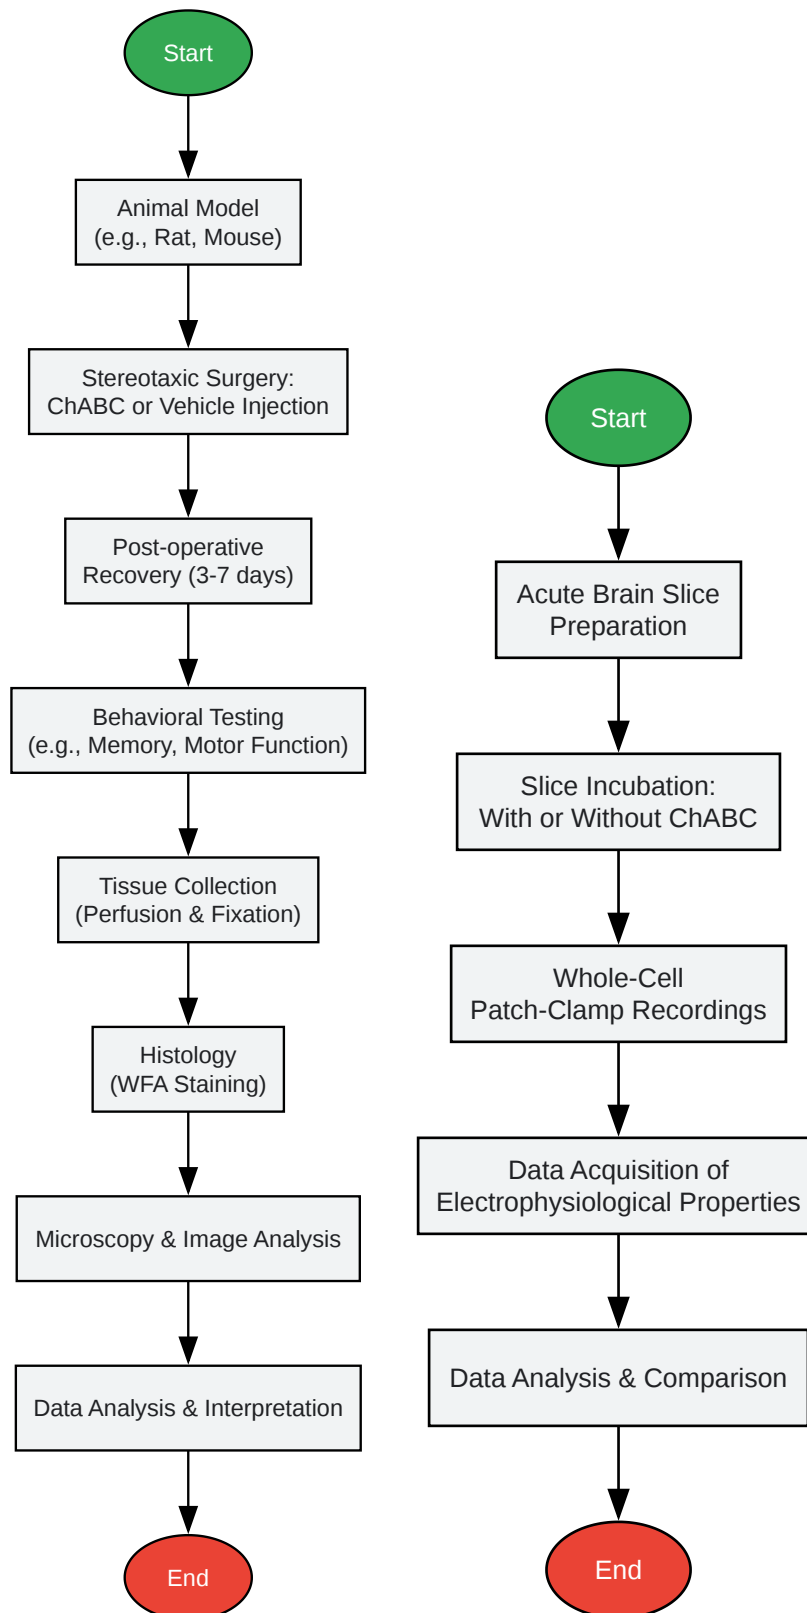 Start
Animal Model
(e.g., Rat, Mouse)
Stereotaxic Surgery:
ChABC or Vehicle Injection
Post-operative
Recovery (3-7 days)
Behavioral Testing
(e.g., Memory, Motor Function)
Tissue Collection
(Perfusion & Fixation)
Histology
(WFA Staining)
Microscopy & Image Analysis
Data Analysis & Interpretation
End
Start
Acute Brain Slice
Preparation
Slice Incubation:
With or Without ChABC
Whole-Cell
Patch-Clamp Recordings
Data Acquisition of
Electrophysiological Properties
Data Analysis & Comparison
End